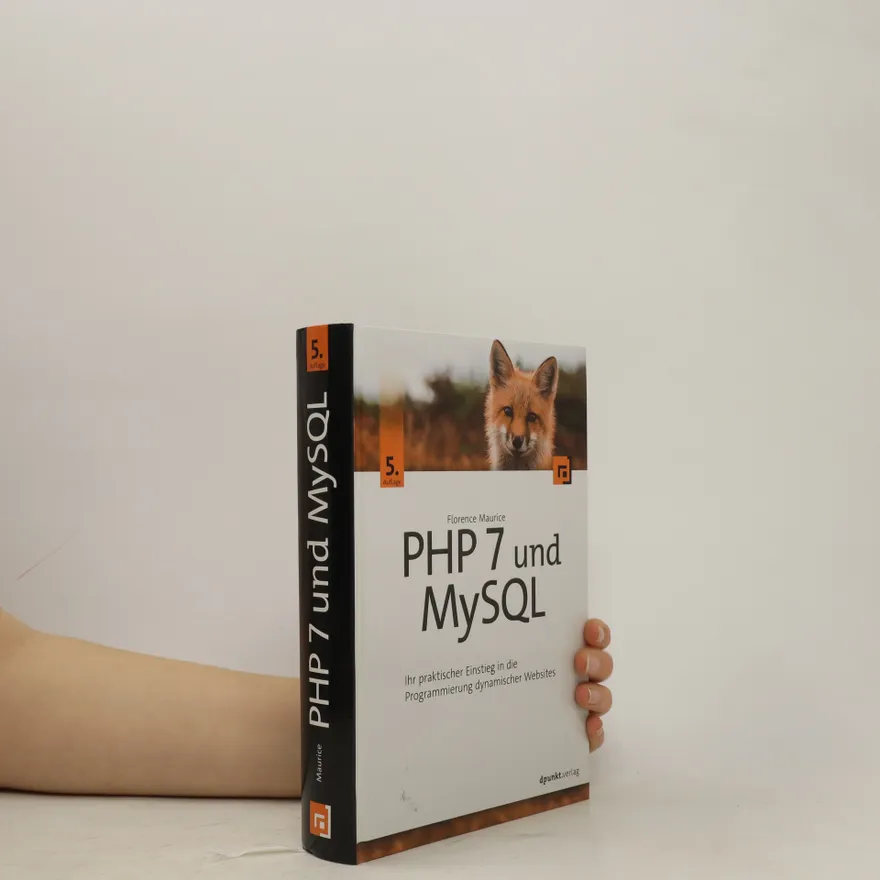 5.
Auflage
PHP 7 und MySQL
Maurice
5.
Auflage
Florence Maurice
PHP 7 und
MySQL
Ihr praktischer Einstieg in die
Programmierung dynamischer Websites
dpunkt.verlag